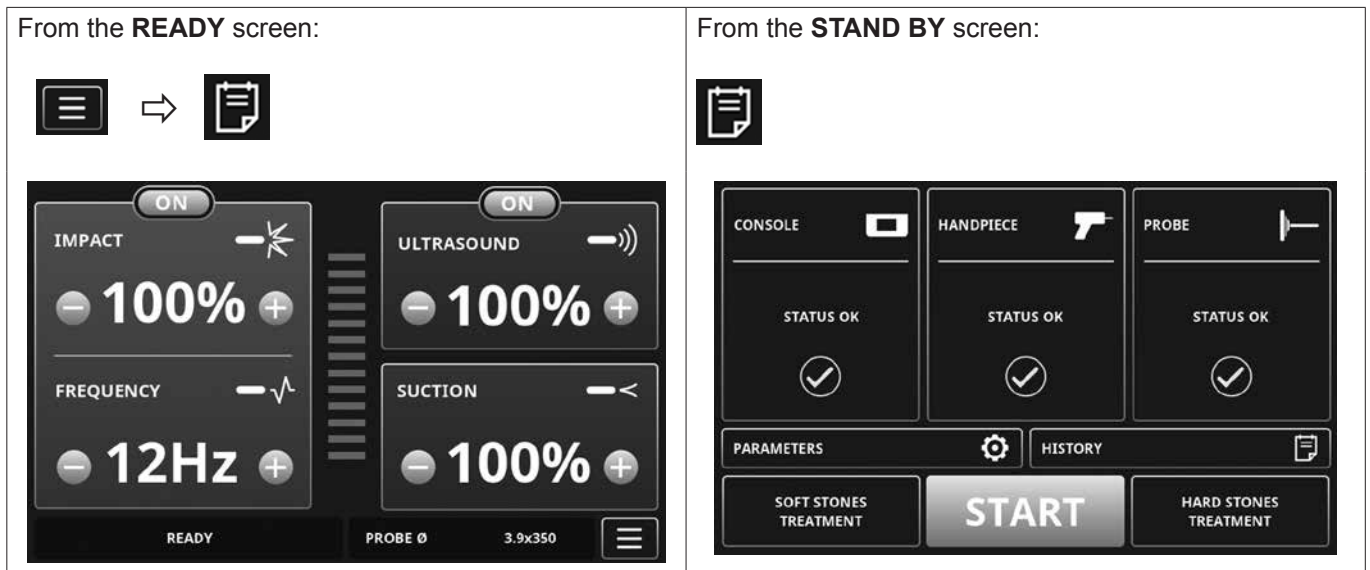 From the READY screen:
From the STAND BY screen:
ON
IMPACT
100%
FREQUENCY
12Hz
ON
ULTRASOUND
100%
SUCTION
100%
READY
PROBE Ø 3.9x350
CONSOLE
STATUS OK
HANDPIECE
STATUS OK
PROBE
STATUS OK
PARAMETERS
HISTORY
SOFT STONES
TREATMENT
START
HARD STONES
TREATMENT